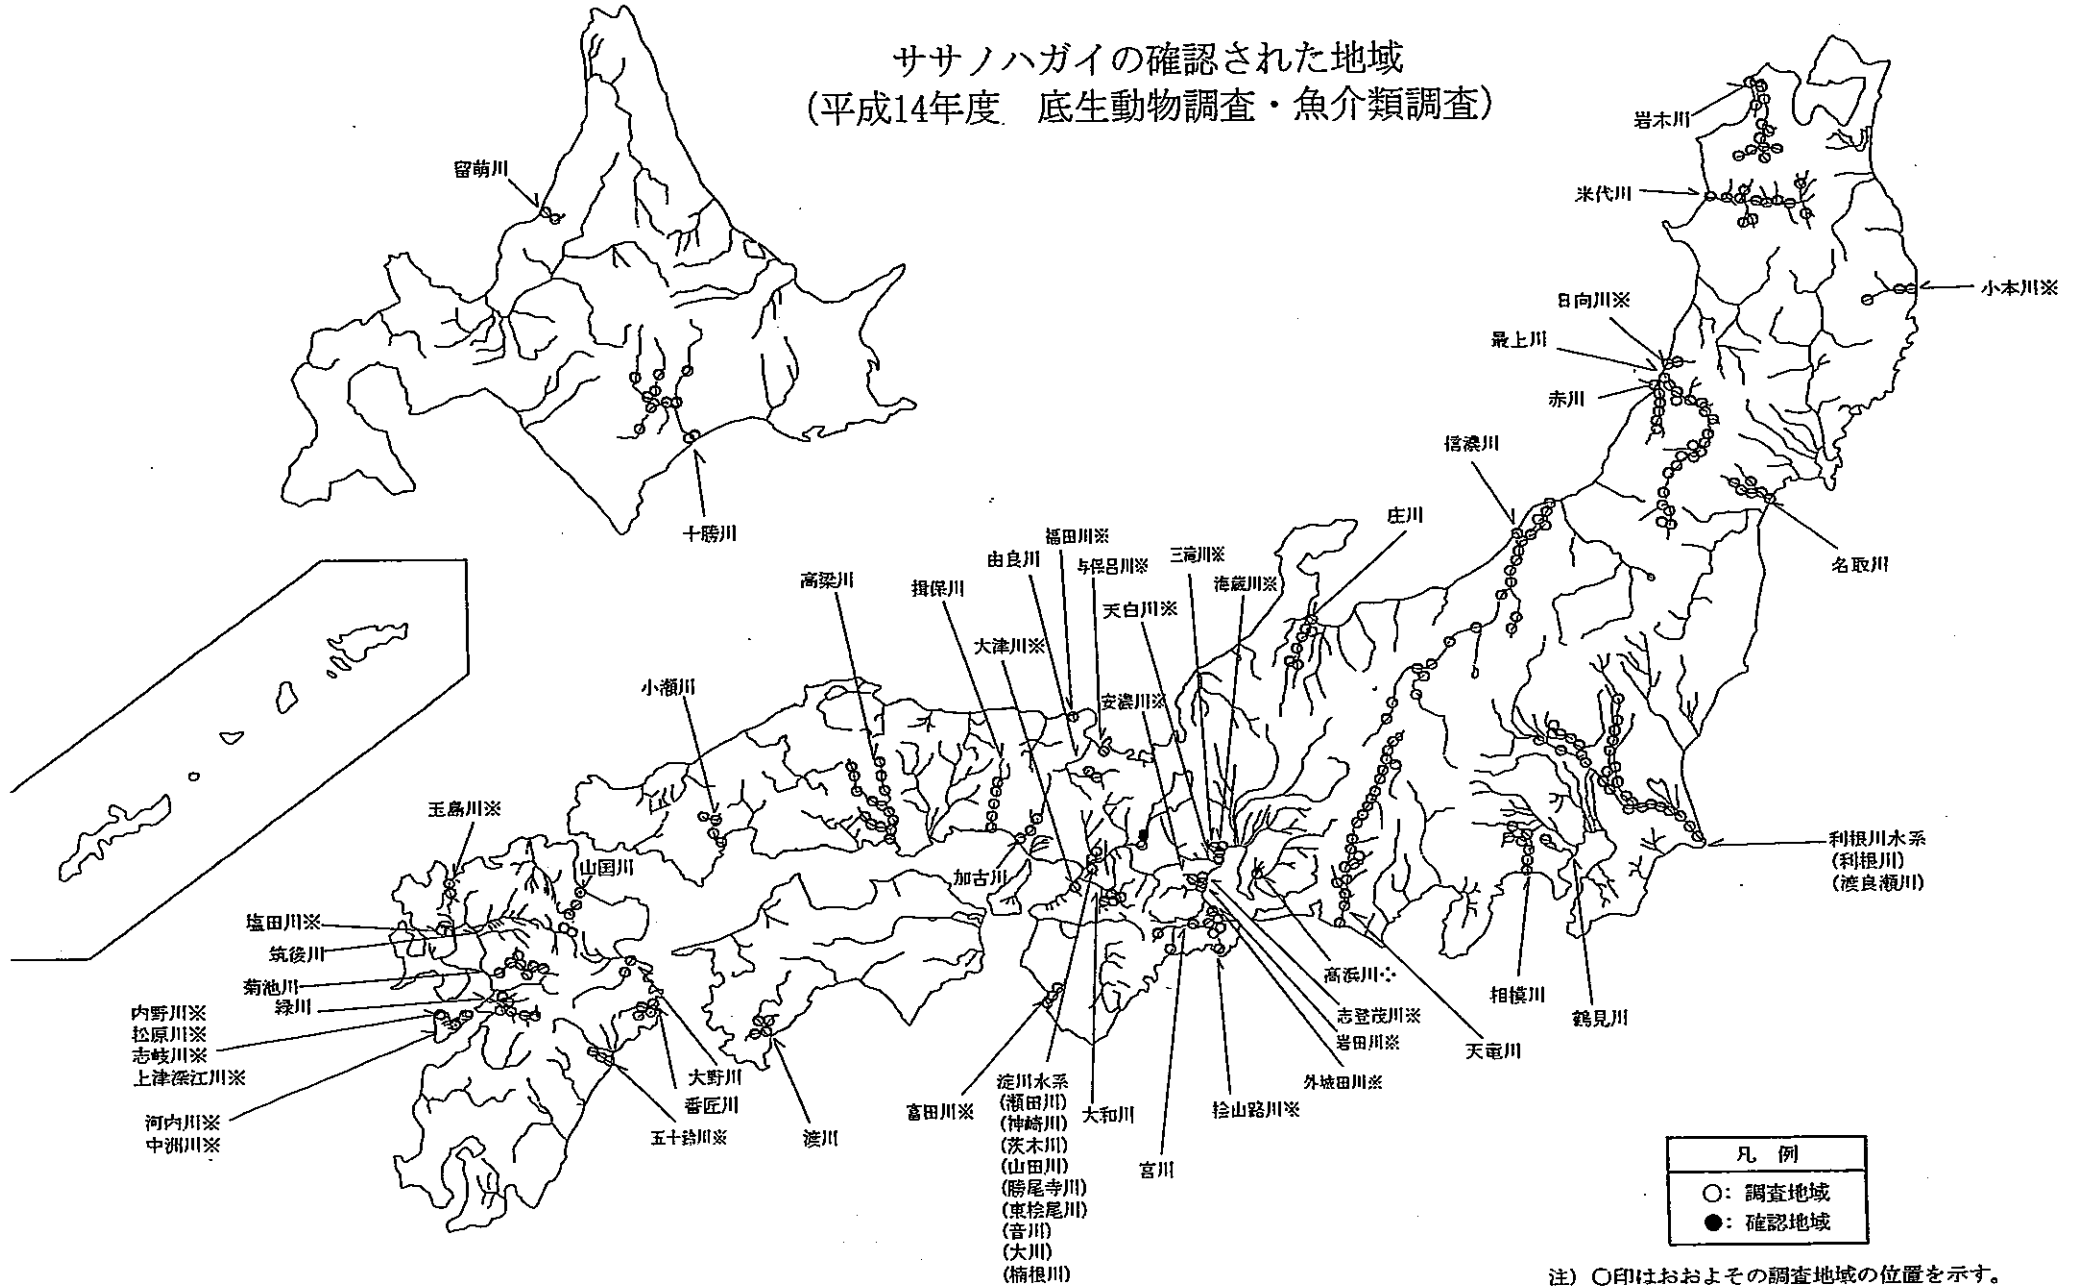 ササノハガイの確認された地域
(平成14年度 底生動物調査・魚介類調査)
留萌川
十勝川
岩木川
米代川
小本川※
日向川※
最上川
赤川
信濃川
名取川
庄川
福田川※
由良川
与保呂川※
三滝川※
海蔵川※
天白川※
高梁川
揖保川
大津川※
安濃川※
小瀬川
玉島川※
山国川
加古川
利根川水系
(利根川)
(渡良瀬川)
塩田川※
筑後川
菊池川
緑川
内野川※
松原川※
志岐川※
上津深江川※
河内川※
中洲川※
大野川
番匠川
五十鈴川※
渡川
富田川※
淀川水系
(瀬田川)
(神崎川)
(茨木川)
(山田川)
(勝尾寺川)
(東桧尾川)
(音川)
(大川)
(楠根川)
大和川
宮川
桧山路川※
外城田川※
岩田川※
志登茂川※
高浜川※
天竜川
相模川
鶴見川
凡 例
○: 調査地域
●: 確認地域
注) ○印はおおよその調査地域の位置を示す。